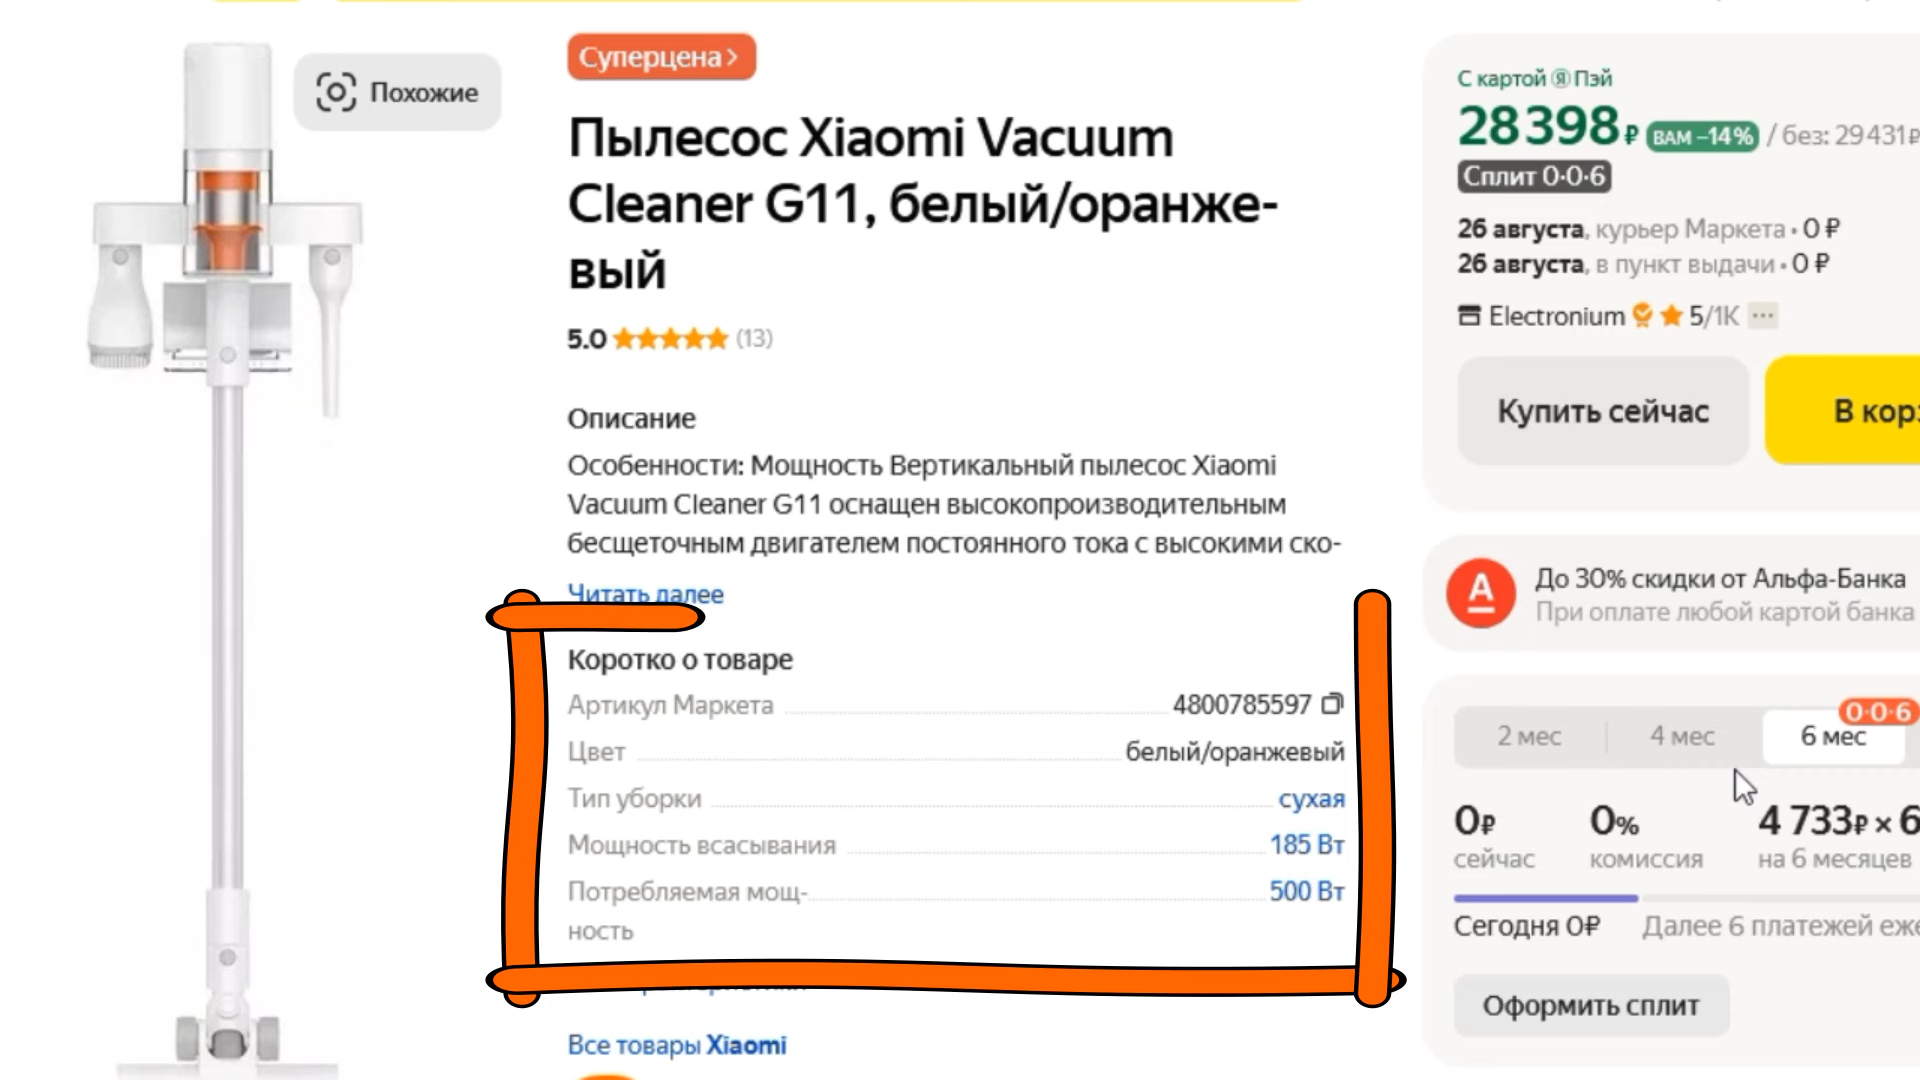 Похожие
Суперцена >
Пылесос Xiaomi Vacuum
Cleaner G11, белый/оранже-
вый
5.0 (13)
Описание
Особенности: Мощность Вертикальный пылесос Xiaomi
Vacuum Cleaner G11 оснащен высокопроизводительным
бесщеточным двигателем постоянного тока с высокими ско-
Читать далее
Коротко о товаре
Артикул Маркета 4800785597
Цвет белый/оранжевый
Тип уборки сухая
Мощность всасывания 185 Вт
Потребляемая мощ- 500 Вт
ность
Все товары Xiaomi
С картой Я Пэй
28 398 ₽ ВАМ –14% / без: 29 431 ₽
Сплит 0·0·6
26 августа, курьер Маркета • 0 ₽
26 августа, в пункт выдачи • 0 ₽
Electronium 5/1K ···
Купить сейчас
В кор
До 30% скидки от Альфа-Банка
При оплате любой картой банка
0·0·6
2 мес 4 мес 6 мес
0₽ 0% 4 733₽ × 6
сейчас комиссия на 6 месяцев
Сегодня 0₽ Далее 6 платежей еже
Оформить сплит